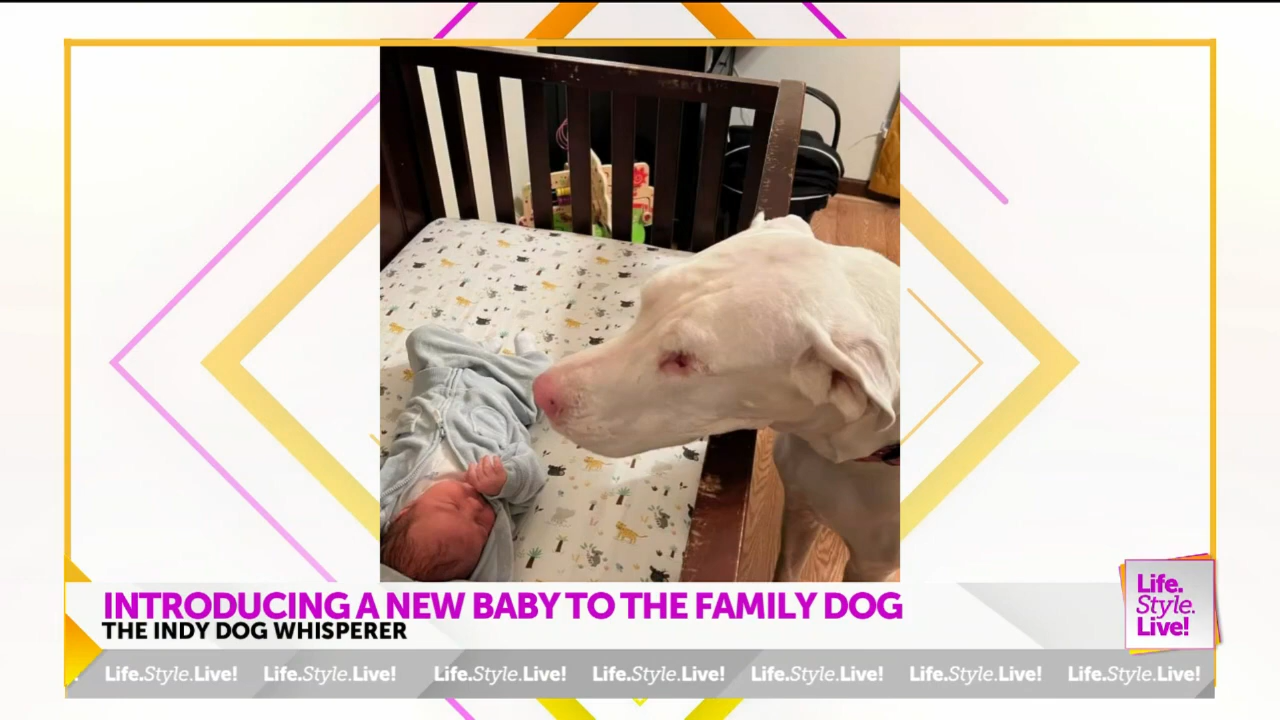 INTRODUCING A NEW BABY TO THE FAMILY DOG
THE INDY DOG WHISPERER
Life.
Style.
Live!
Life.Style.Live! Life.Style.Live! Life.Style.Live! Life.Style.Live! Life.Style.Live! Life.Style.Live! Life.Style.Live!